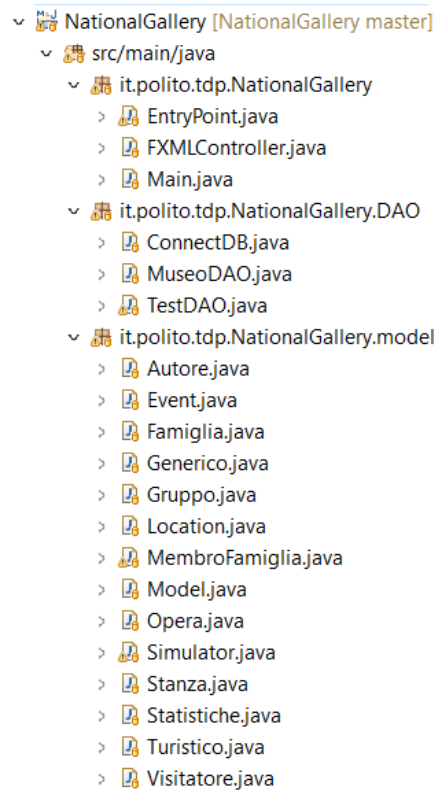 NationalGallery [NationalGallery master]
src/main/java
it.polito.tdp.NationalGallery
EntryPoint.java
FXMLController.java
Main.java
it.polito.tdp.NationalGallery.DAO
ConnectDB.java
MuseoDAO.java
TestDAO.java
it.polito.tdp.NationalGallery.model
Autore.java
Event.java
Famiglia.java
Generico.java
Gruppo.java
Location.java
MembroFamiglia.java
Model.java
Opera.java
Simulator.java
Stanza.java
Statistiche.java
Turistico.java
Visitatore.java